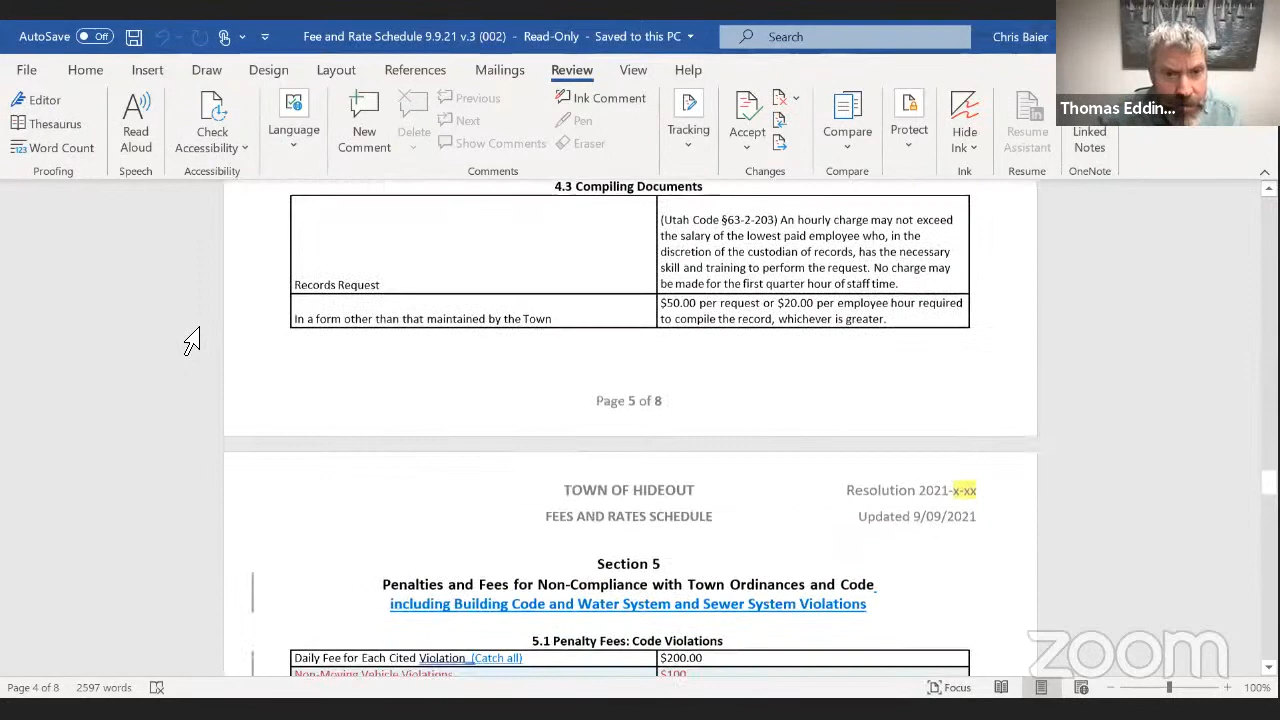 AutoSave Off
Fee and Rate Schedule 9.9.21 v.3 (002) - Read-Only - Saved to this PC
Search
Chris Baier
File Home Insert Draw Design Layout References Mailings Review View Help
Thomas Eddin...
Editor
Thesaurus
Word Count
Proofing
Read Aloud
Speech
Check Accessibility
Accessibility
Language
New Comment
Delete
Previous
Next
Show Comments
Ink Comment
Pen
Eraser
Comments
Tracking
Accept
Changes
Compare
Compare
Protect
Hide Ink
Ink
Resume Assistant
Resume
Linked Notes
OneNote
4.3 Compiling Documents
Records Request
(Utah Code §63-2-203) An hourly charge may not exceed
the salary of the lowest paid employee who, in the
discretion of the custodian of records, has the necessary
skill and training to perform the request. No charge may
be made for the first quarter hour of staff time.
In a form other than that maintained by the Town
$50.00 per request or $20.00 per employee hour required
to compile the record, whichever is greater.
Page 5 of 8
TOWN OF HIDEOUT
Resolution 2021-x-xx
FEES AND RATES SCHEDULE
Updated 9/09/2021
Section 5
Penalties and Fees for Non-Compliance with Town Ordinances and Code
including Building Code and Water System and Sewer System Violations
5.1 Penalty Fees: Code Violations
Daily Fee for Each Cited Violation (Catch all)
$200.00
Non-Moving Vehicle Violations
$100
zoom
Page 4 of 8
2597 words
Focus
100%